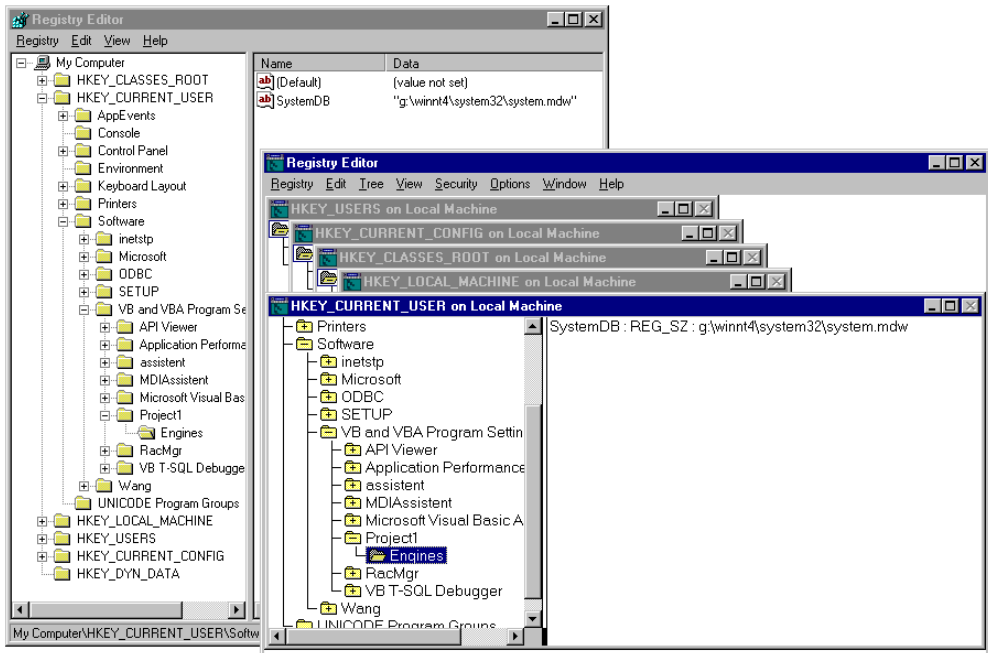 Registry Editor
Registry Edit View Help
My Computer
HKEY_CLASSES_ROOT
HKEY_CURRENT_USER
AppEvents
Console
Control Panel
Environment
Keyboard Layout
Printers
Software
inetstp
Microsoft
ODBC
SETUP
VB and VBA Program Se
API Viewer
Application Performa
assistent
MDIAssistent
Microsoft Visual Bas
Project1
Engines
RacMgr
VB T-SQL Debugge
Wang
UNICODE Program Groups
HKEY_LOCAL_MACHINE
HKEY_USERS
HKEY_CURRENT_CONFIG
HKEY_DYN_DATA
My Computer\HKEY_CURRENT_USER\Softw
Name Data
ab (Default) (value not set)
ab SystemDB "g:\winnt4\system32\system.mdw"
Registry Editor
Registry Edit Tree View Security Options Window Help
HKEY_USERS on Local Machine
HKEY_CURRENT_CONFIG on Local Machine
HKEY_CLASSES_ROOT on Local Machine
HKEY_LOCAL_MACHINE on Local Machine
HKEY_CURRENT_USER on Local Machine
Printers
Software
inetstp
Microsoft
ODBC
SETUP
VB and VBA Program Settin
API Viewer
Application Performance
assistent
MDIAssistent
Microsoft Visual Basic A
Project1
Engines
RacMgr
VB T-SQL Debugger
Wang
UNICODE Program Groups
SystemDB : REG_SZ : g:\winnt4\system32\system.mdw